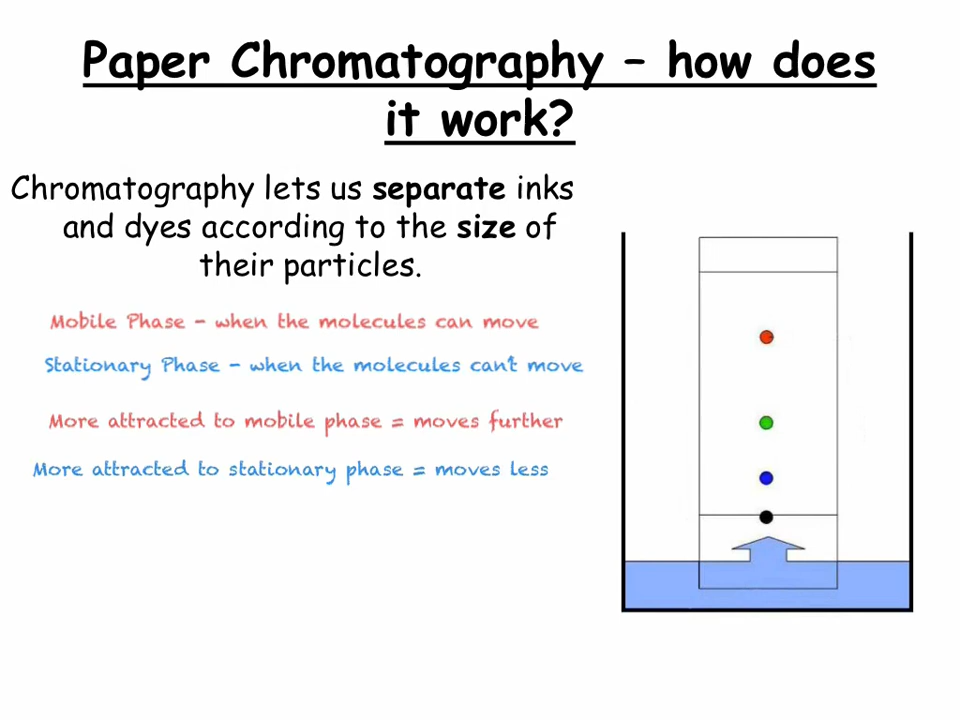 Paper Chromatography – how does
it work?
Chromatography lets us separate inks
and dyes according to the size of
their particles.
Mobile Phase - when the molecules can move
Stationary Phase - when the molecules can't move
More attracted to mobile phase = moves further
More attracted to stationary phase = moves less